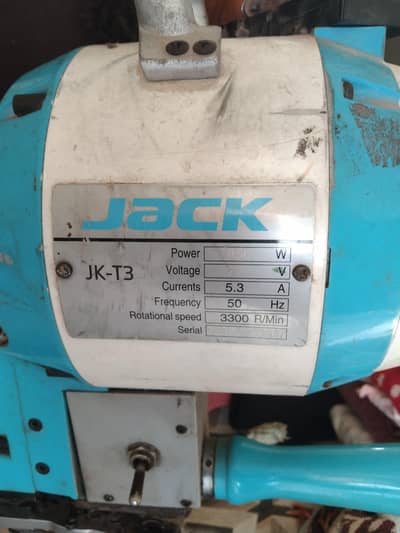 JACK
JK-T3
Power W
Voltage V
Currents 5.3 A
Frequency 50 Hz
Rotational speed 3300 R/Min
Serial